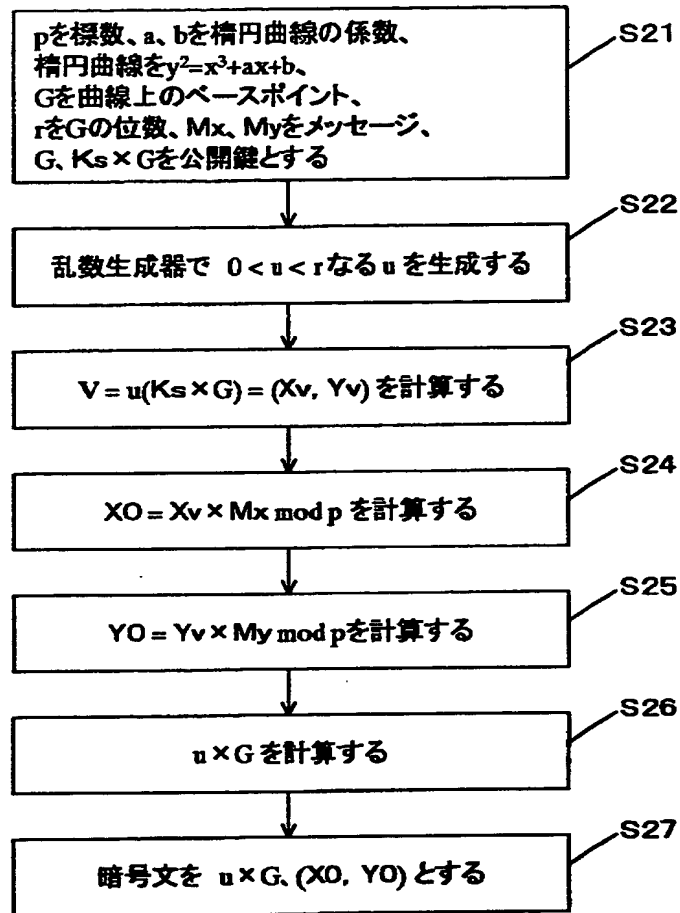 pを標数、a、bを楕円曲線の係数、
楕円曲線をy²=x³+ax+b、
Gを曲線上のベースポイント、
rをGの位数、Mx、Myをメッセージ、
G、Ks×Gを公開鍵とする
S21
乱数生成器で 0<u<rなるuを生成する
S22
V=u(Ks×G)=(Xv, Yv)を計算する
S23
X0=Xv×Mx mod pを計算する
S24
Y0=Yv×My mod pを計算する
S25
u×Gを計算する
S26
暗号文を u×G、(X0, Y0)とする
S27